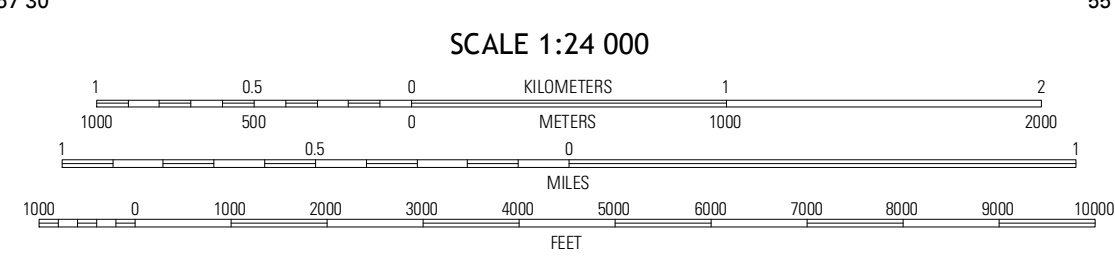 57'30"
55'
SCALE 1:24 000
1 0.5 0 KILOMETERS 1 2
1000 500 0 METERS 1000 2000
1 0.5 0 1
MILES
1000 0 1000 2000 3000 4000 5000 6000 7000 8000 9000 10000
FEET